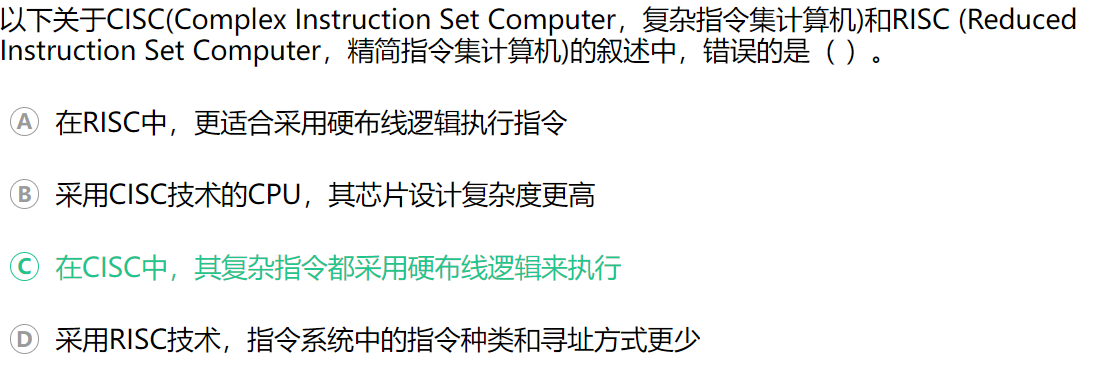 以下关于CISC(Complex Instruction Set Computer，复杂指令集计算机)和RISC (Reduced
Instruction Set Computer，精简指令集计算机)的叙述中，错误的是（ ）。
A 在RISC中，更适合采用硬布线逻辑执行指令
B 采用CISC技术的CPU，其芯片设计复杂度更高
C 在CISC中，其复杂指令都采用硬布线逻辑来执行
D 采用RISC技术，指令系统中的指令种类和寻址方式更少